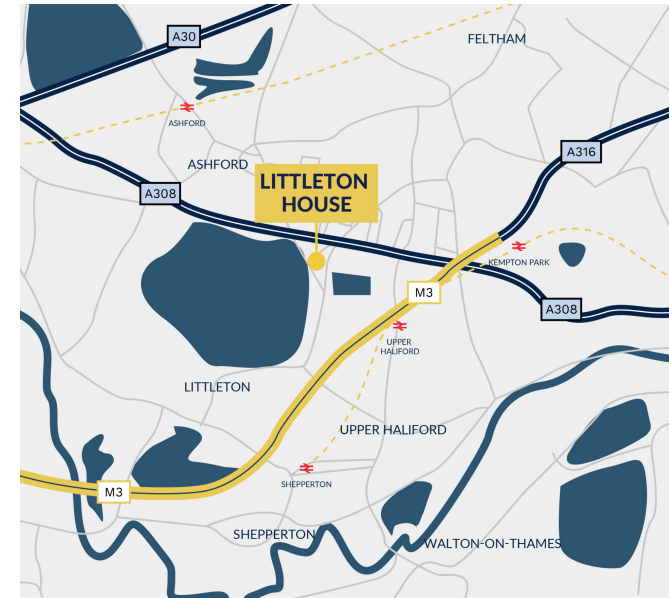 A30
FELTHAM
ASHFORD
A316
ASHFORD
LITTLETON
HOUSE
A308
KEMPTON PARK
M3
A308
UPPER
HALIFORD
LITTLETON
UPPER HALIFORD
SHEPPERTON
M3
SHEPPERTON
WALTON-ON-THAMES